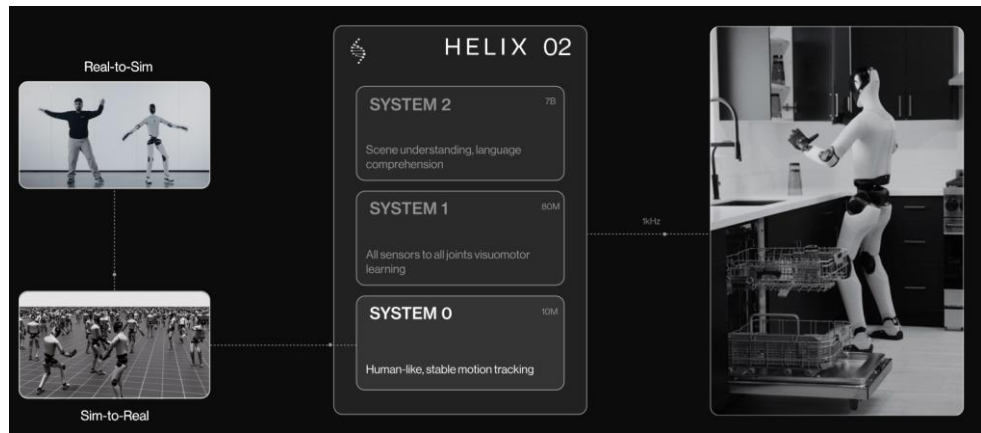 Real-to-Sim
Sim-to-Real
HELIX 02
SYSTEM 2
7B
Scene understanding, language
comprehension
SYSTEM 1
80M
All sensors to all joints visuomotor
learning
SYSTEM 0
10M
Human-like, stable motion tracking
1kHz